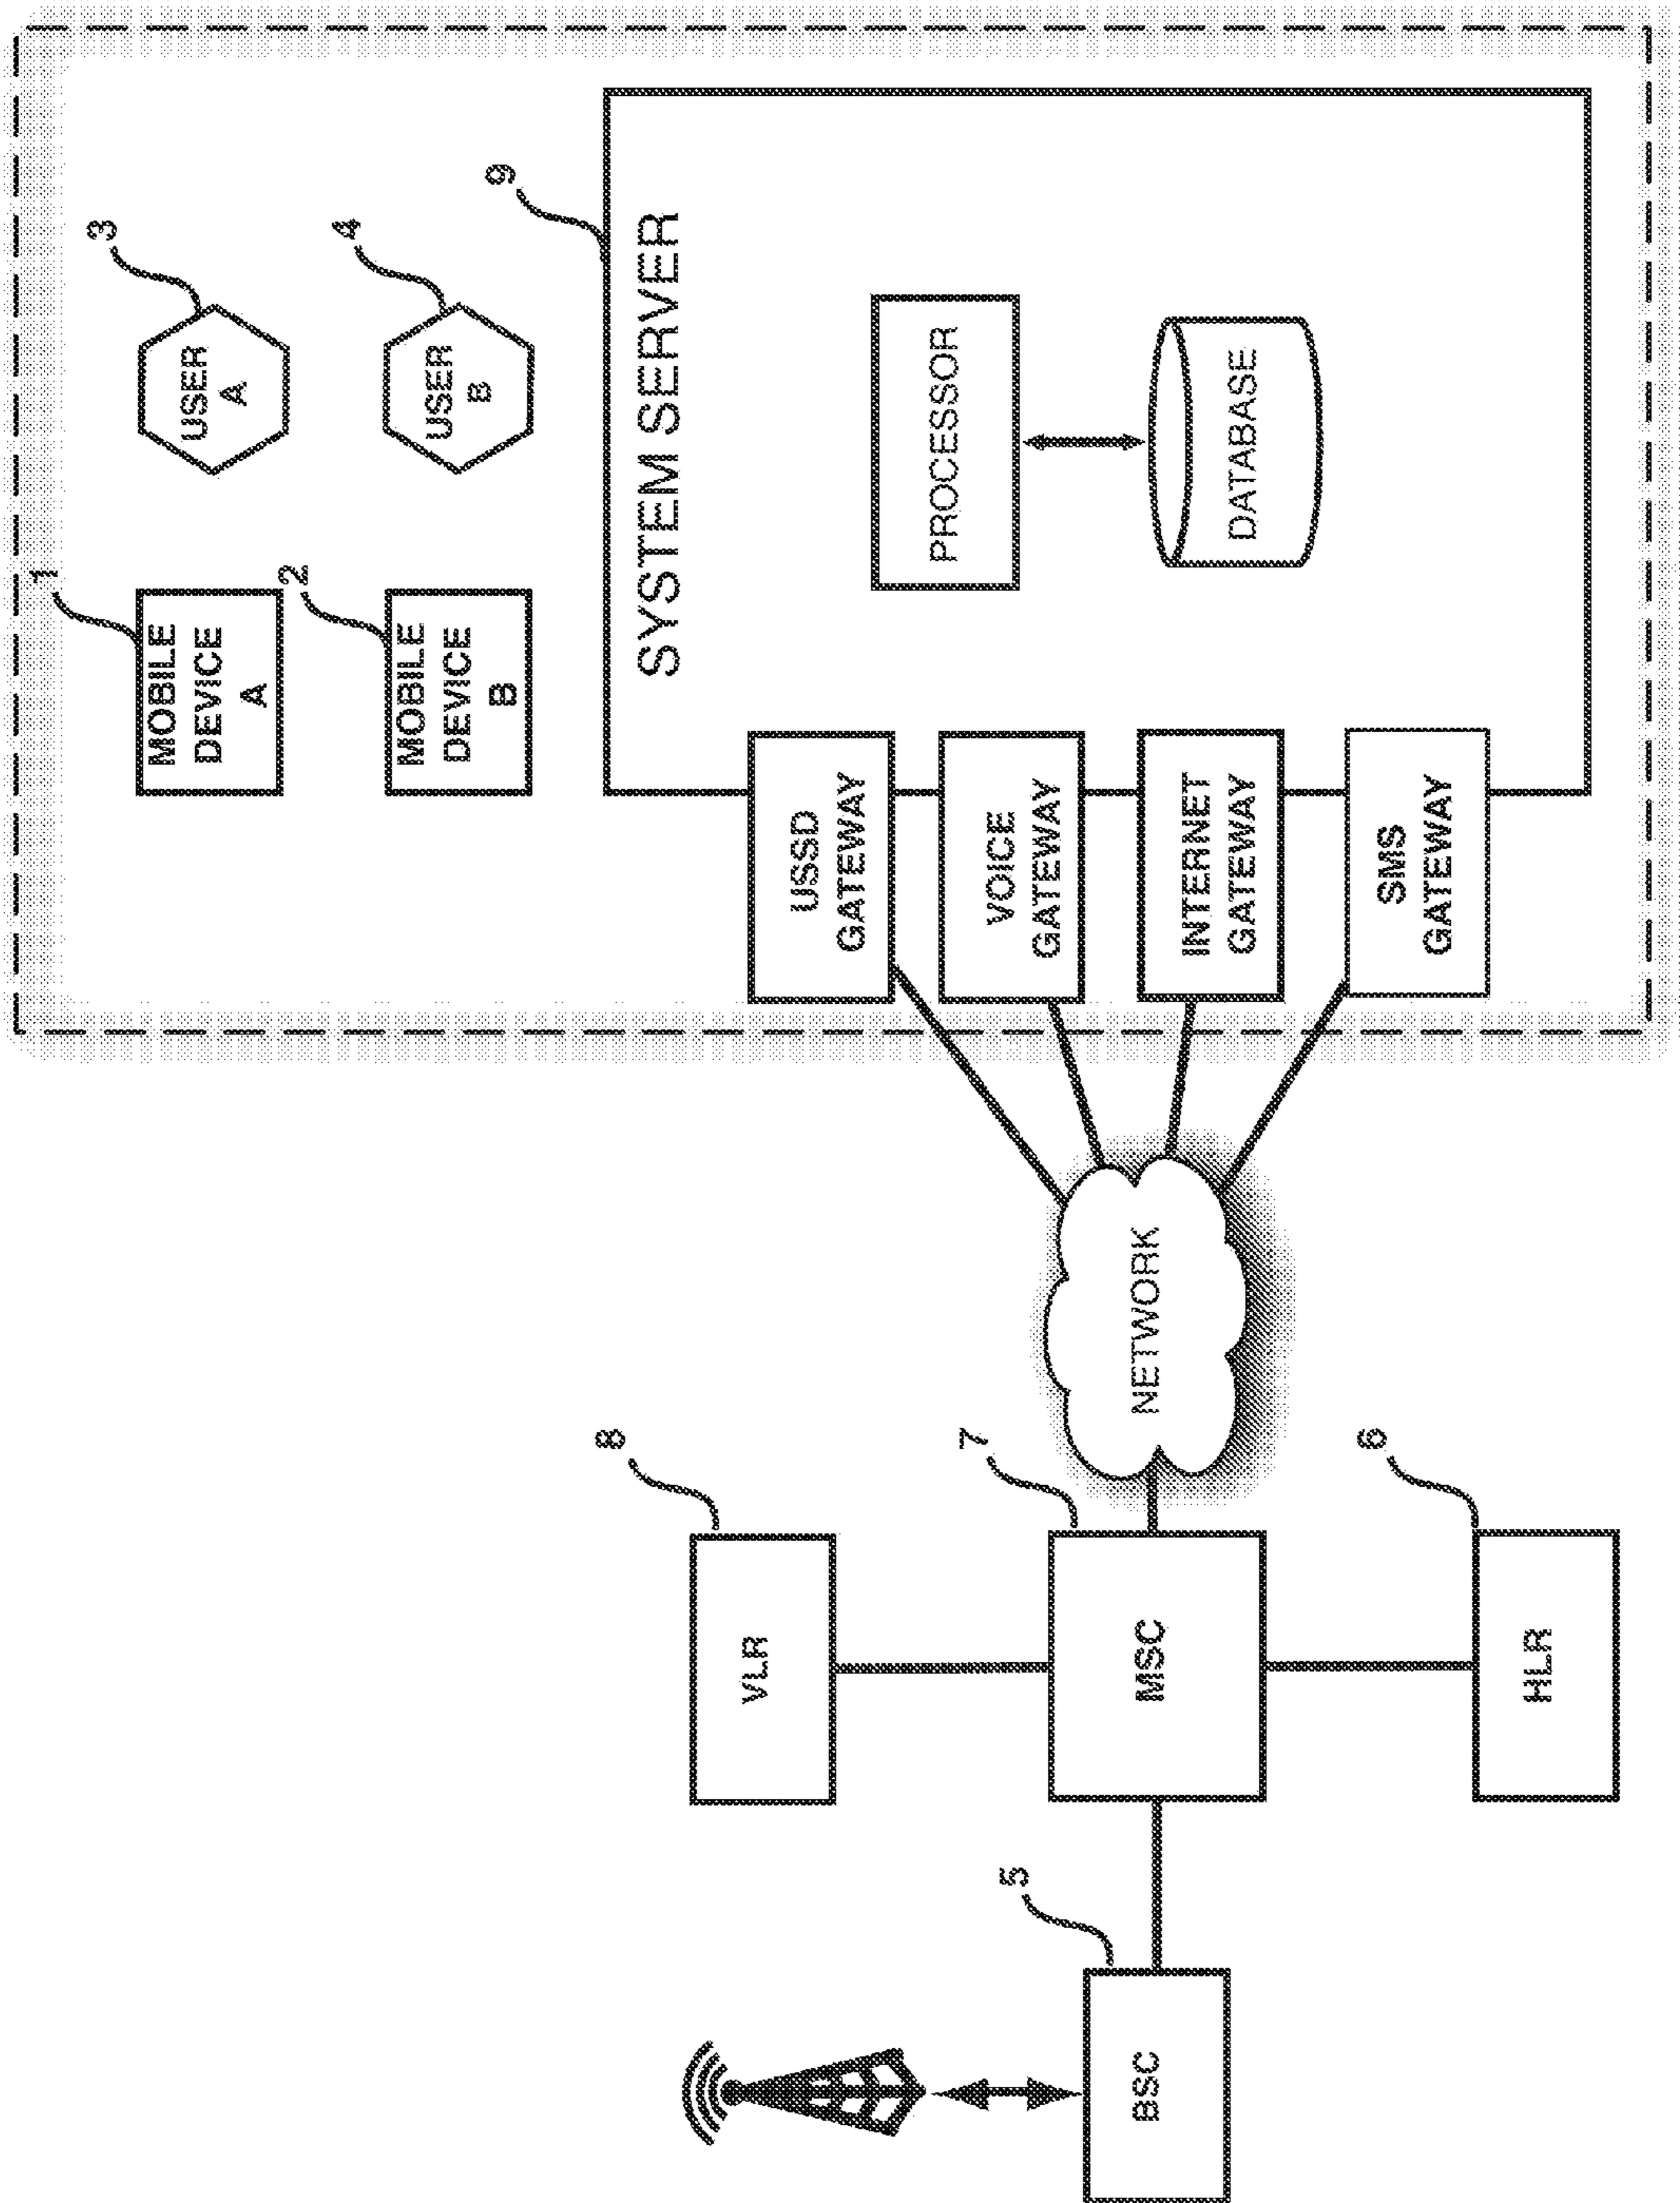 1
MOBILE
DEVICE
A
3
USER
A
2
MOBILE
DEVICE
B
4
USER
B
9
SYSTEM SERVER
PROCESSOR
DATABASE
USSD
GATEWAY
VOICE
GATEWAY
INTERNET
GATEWAY
SMS
GATEWAY
NETWORK
8
VLR
7
MSC
6
HLR
5
BSC